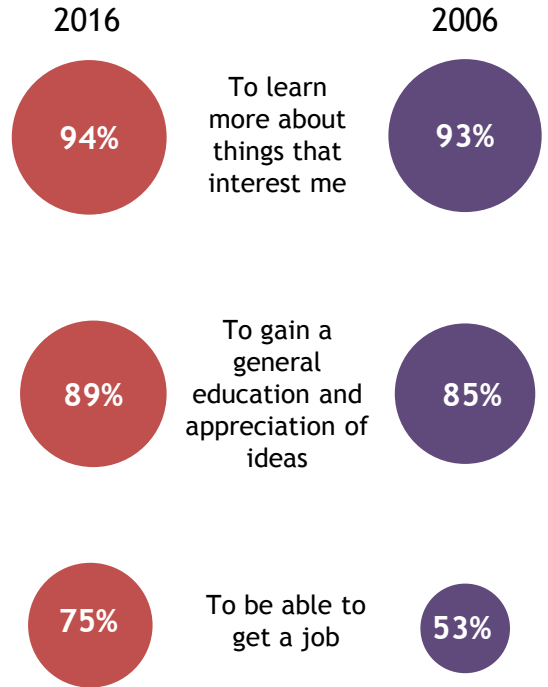 2016 2006
94%
To learn
more about
things that
interest me
93%
89%
To gain a
general
education and
appreciation of
ideas
85%
75%
To be able to
get a job
53%